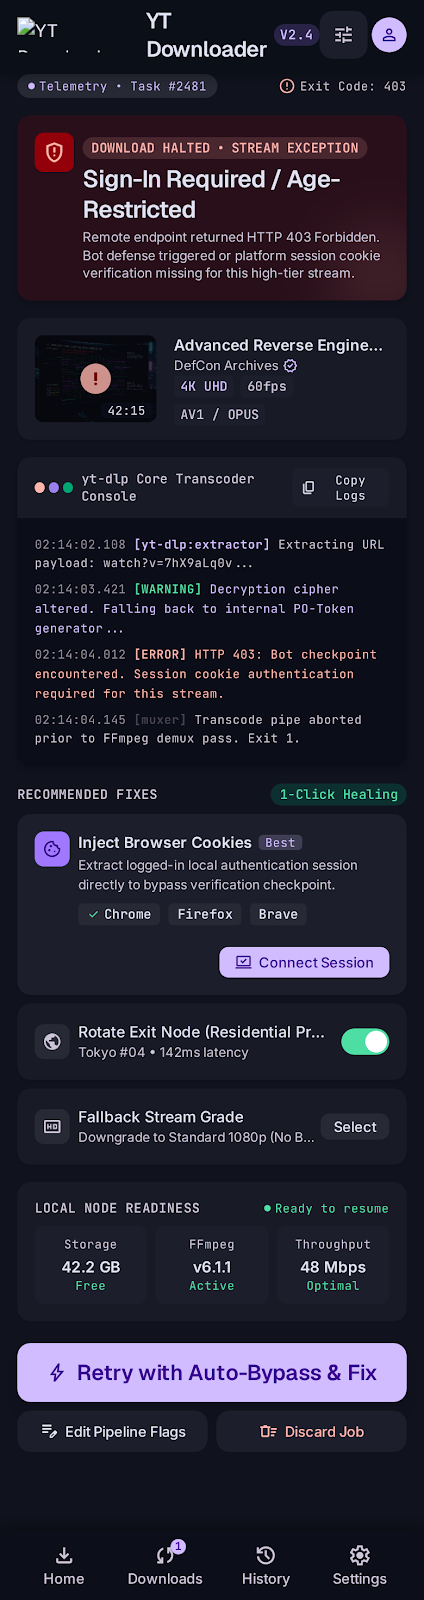 YT
YT
Downloader
V2.4
Telemetry • Task #2481
Exit Code: 403
DOWNLOAD HALTED • STREAM EXCEPTION
Sign-In Required / Age-
Restricted
Remote endpoint returned HTTP 403 Forbidden.
Bot defense triggered or platform session cookie
verification missing for this high-tier stream.
42:15
Advanced Reverse Engine...
DefCon Archives
4K UHD 60fps
AV1 / OPUS
yt-dlp Core Transcoder
Console
Copy
Logs
02:14:02.108 [yt-dlp:extractor] Extracting URL
payload: watch?v=7hX9aLq0v...
02:14:03.421 [WARNING] Decryption cipher
altered. Falling back to internal PO-Token
generator...
02:14:04.012 [ERROR] HTTP 403: Bot checkpoint
encountered. Session cookie authentication
required for this stream.
02:14:04.145 [muxer] Transcode pipe aborted
prior to FFmpeg demux pass. Exit 1.
RECOMMENDED FIXES
1-Click Healing
Inject Browser Cookies Best
Extract logged-in local authentication session
directly to bypass verification checkpoint.
Chrome Firefox Brave
Connect Session
Rotate Exit Node (Residential Pr...
Tokyo #04 • 142ms latency
Fallback Stream Grade
Downgrade to Standard 1080p (No B...
Select
LOCAL NODE READINESS
Ready to resume
Storage
42.2 GB
Free
FFmpeg
v6.1.1
Active
Throughput
48 Mbps
Optimal
Retry with Auto-Bypass & Fix
Edit Pipeline Flags
Discard Job
1
Home
Downloads
History
Settings